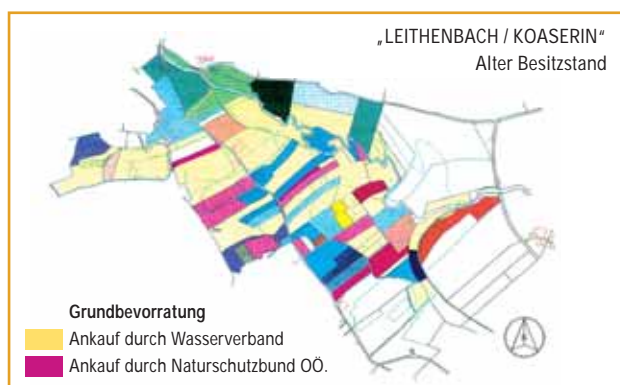 „LEITHENBACH / KOASERIN“
Alter Besitzstand
Grundbevorratung
Ankauf durch Wasserverband
Ankauf durch Naturschutzbund OÖ.